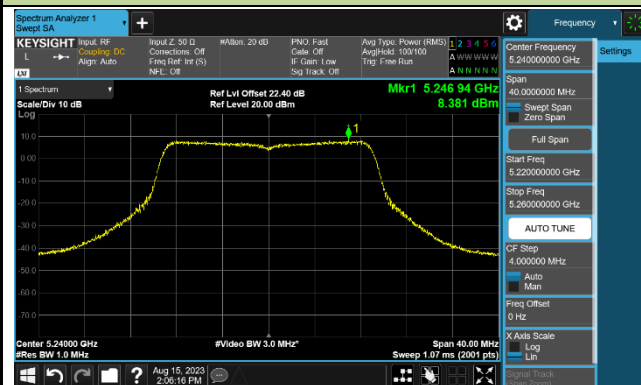 Spectrum Analyzer 1
Swept SA
+
Frequency
KEYSIGHT
L
LXI
Input: RF
Coupling: DC
Align: Auto
Input Z: 50 Ω
Corrections: Off
Freq Ref: Int (S)
NFE: Off
#Atten: 20 dB
PNO: Fast
Gate: Off
IF Gain: Low
Sig Track: Off
Avg Type: Power (RMS)
Avg|Hold: 100/100
Trig: Free Run
1 2 3 4 5 6
A W W W W W
A N N N N N
1 Spectrum
Scale/Div 10 dB
Log
Ref Lvl Offset 22.40 dB
Ref Level 20.00 dBm
Mkr1 5.246 94 GHz
8.381 dBm
1
10.0
0.00
-10.0
-20.0
-30.0
-40.0
-50.0
-60.0
-70.0
Center 5.24000 GHz
#Res BW 1.0 MHz
#Video BW 3.0 MHz*
Span 40.00 MHz
Sweep 1.07 ms (2001 pts)
Center Frequency
5.240000000 GHz
Settings
Span
40.0000000 MHz
Swept Span
Zero Span
Full Span
Start Freq
5.220000000 GHz
Stop Freq
5.260000000 GHz
AUTO TUNE
CF Step
4.000000 MHz
Auto
Man
Freq Offset
0 Hz
X Axis Scale
Log
Lin
Signal Track
(Span Zoom)
?
Aug 15, 2023
2:06:16 PM